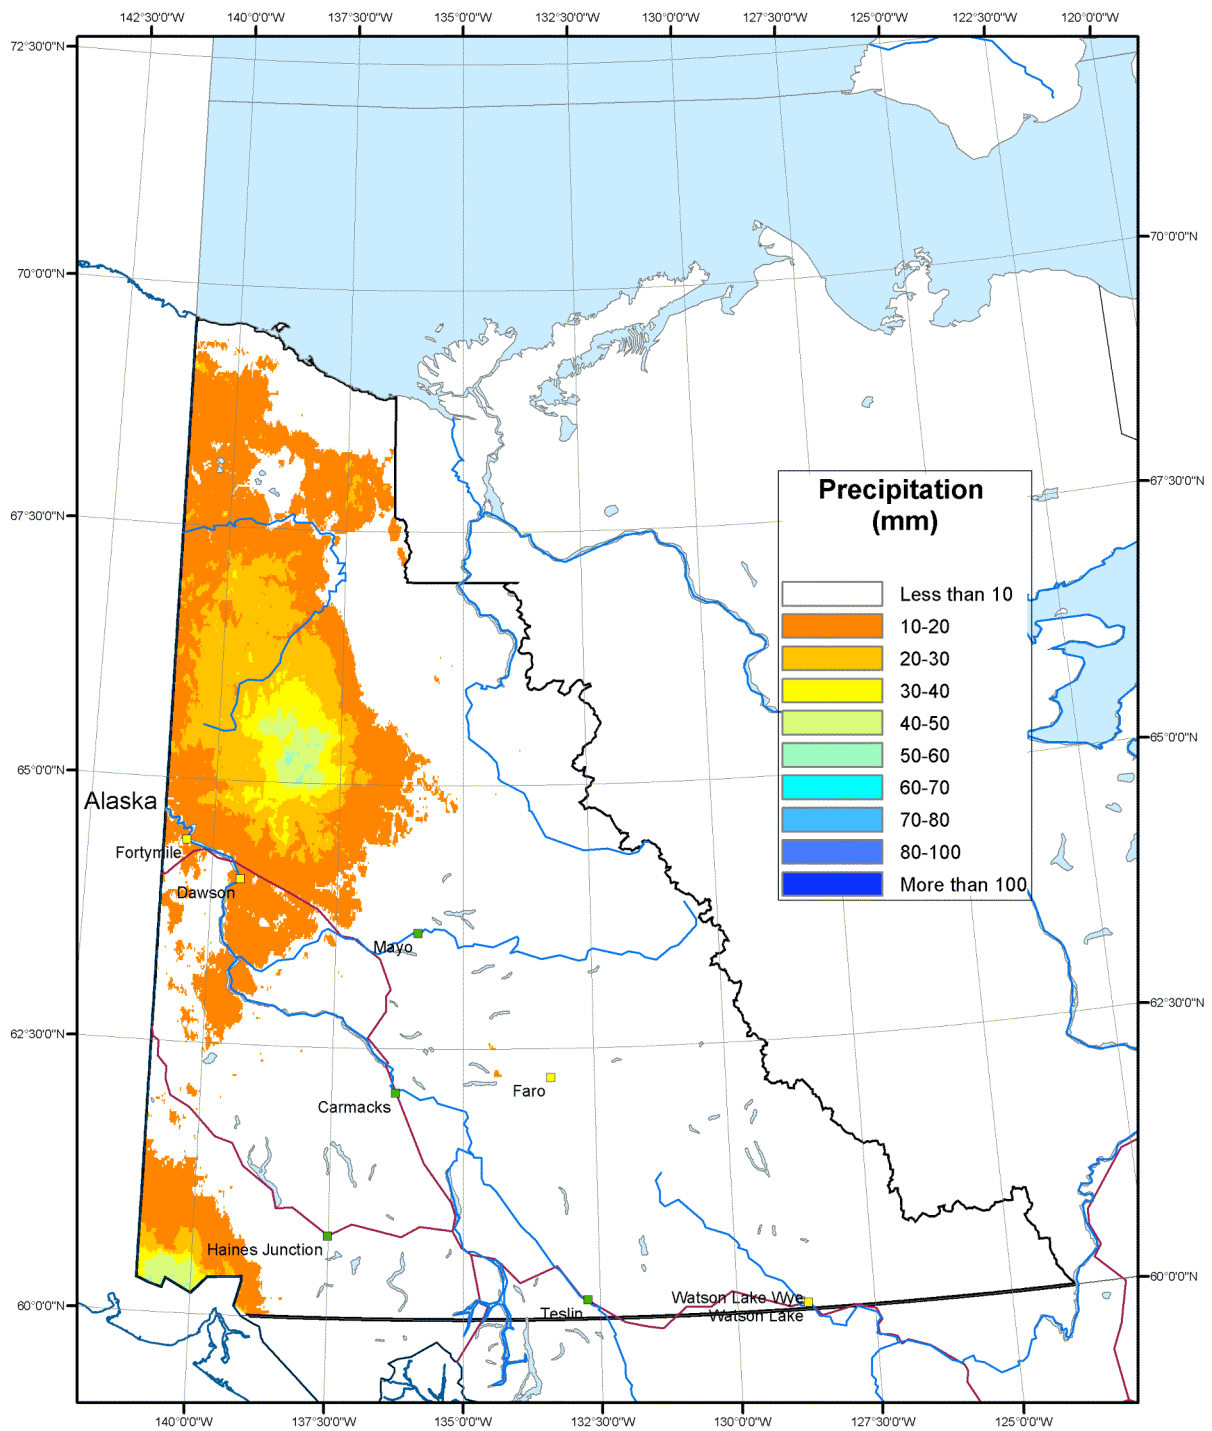 142°30'0"W 140°0'0"W 137°30'0"W 135°0'0"W 132°30'0"W 130°0'0"W 127°30'0"W 125°0'0"W 122°30'0"W 120°0'0"W
72°30'0"N
70°0'0"N
70°0'0"N
67°30'0"N
67°30'0"N
Precipitation
(mm)
Less than 10
10-20
20-30
30-40
40-50
50-60
60-70
70-80
80-100
More than 100
65°0'0"N
65°0'0"N
Alaska
Fortymile
Dawson
Mayo
62°30'0"N
62°30'0"N
Faro
Carmacks
Haines Junction
60°0'0"N
60°0'0"N
Watson Lake Wye
Teslin
Watson Lake
140°0'0"W 137°30'0"W 135°0'0"W 132°30'0"W 130°0'0"W 127°30'0"W 125°0'0"W